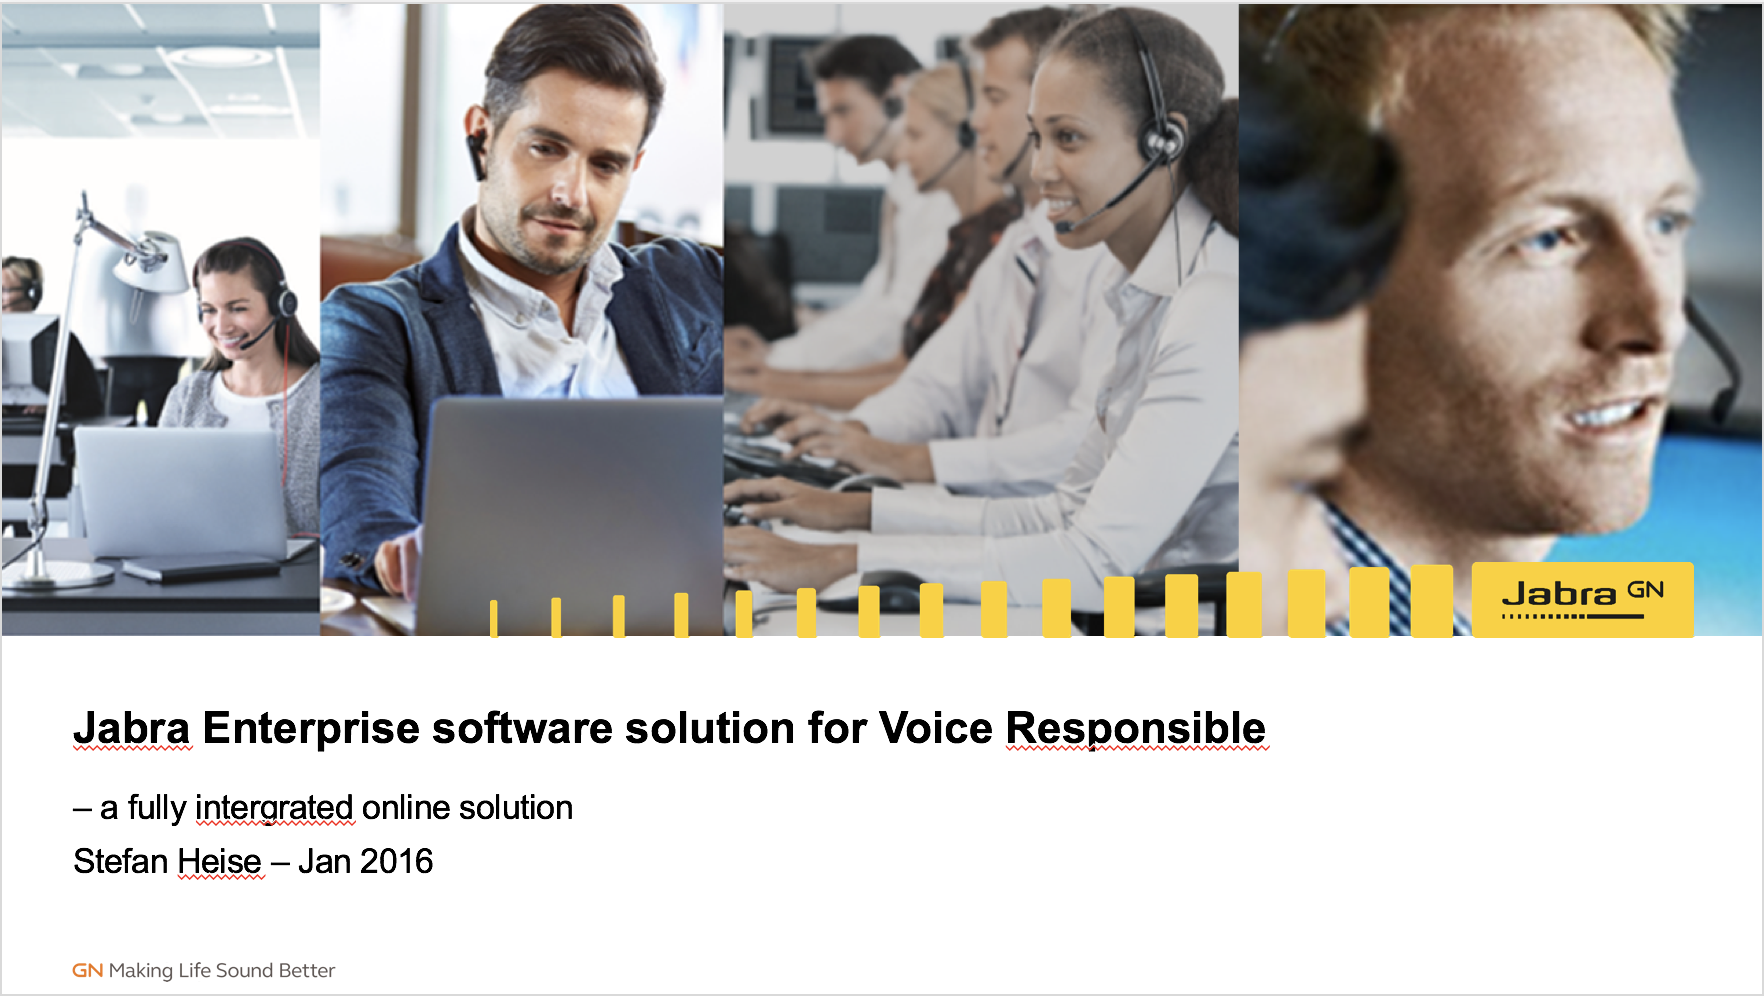 Jabra GN
Jabra Enterprise software solution for Voice Responsible
– a fully intergrated online solution
Stefan Heise – Jan 2016
GN Making Life Sound Better